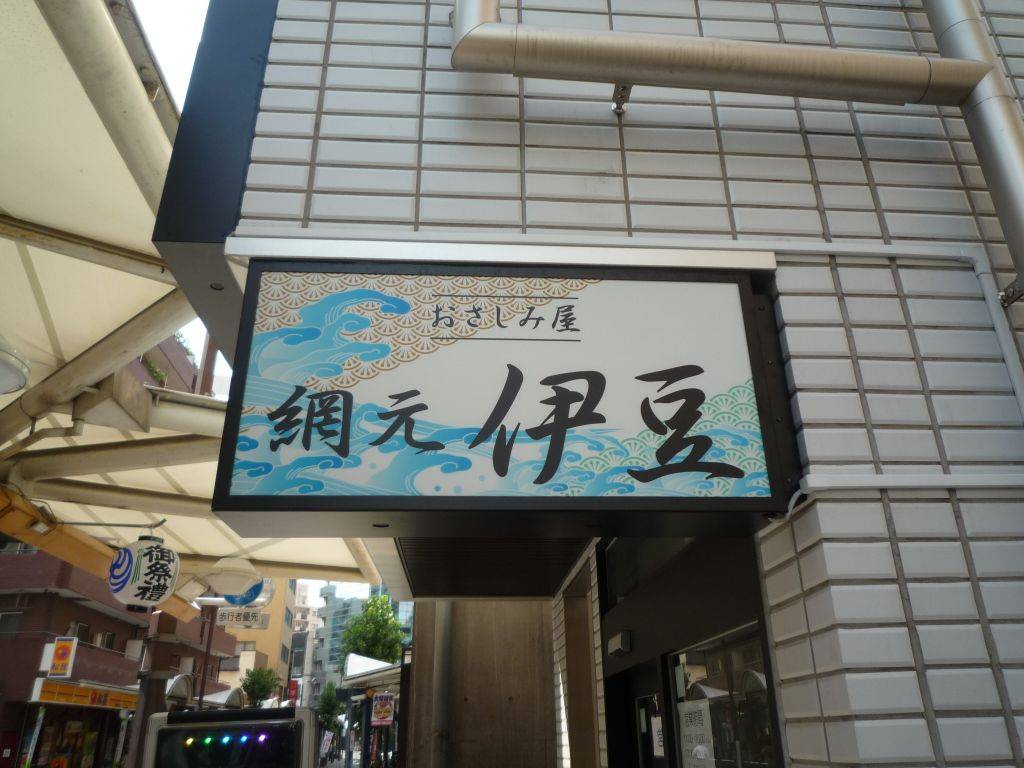 おさしみ屋
網元 伊豆
御祭禮
歩行者優先